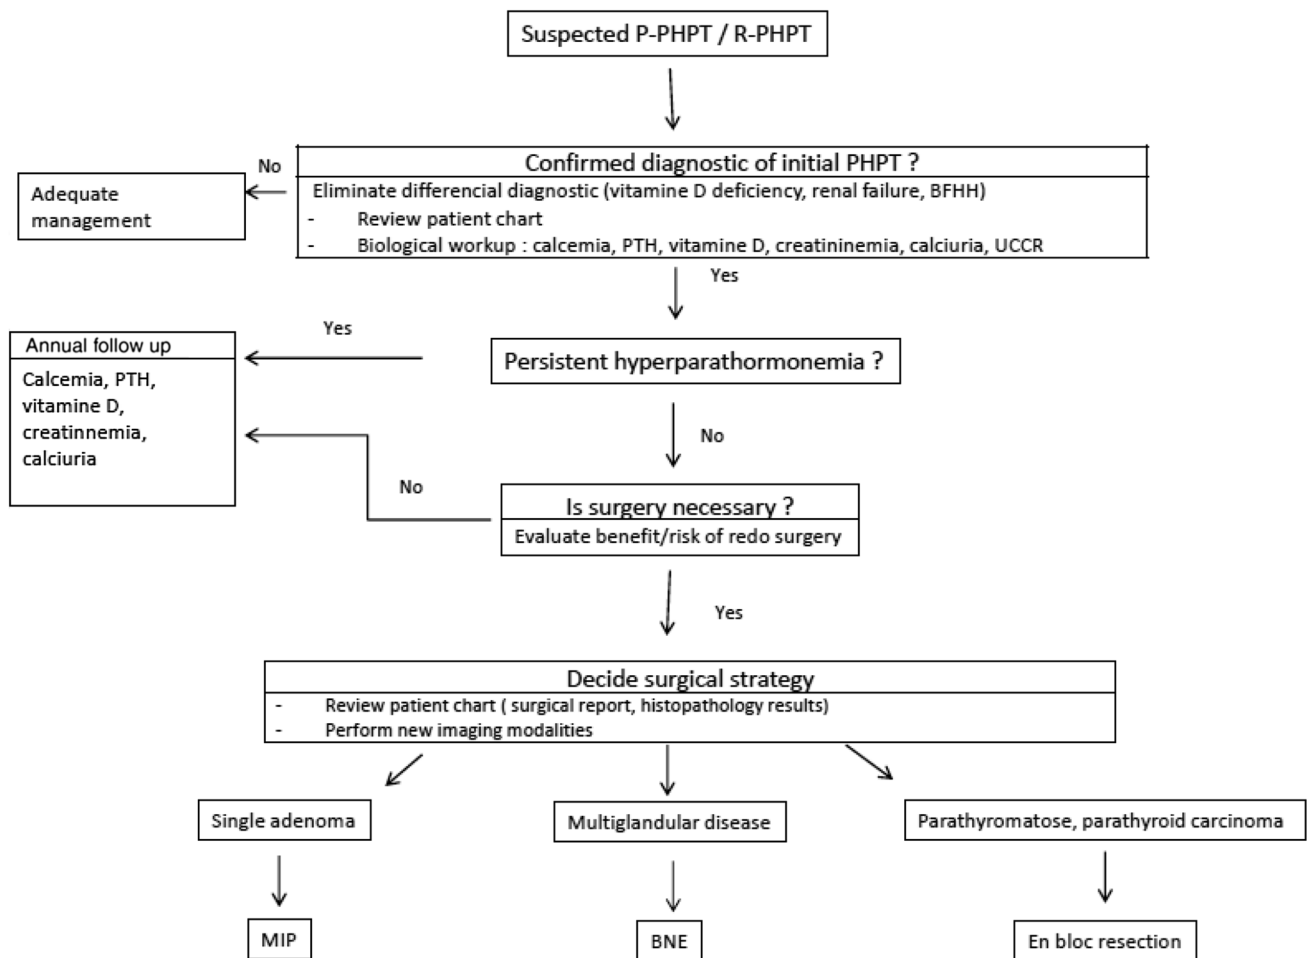 Suspected P-PHPT / R-PHPT
Confirmed diagnostic of initial PHPT ?
Eliminate differencial diagnostic (vitamine D deficiency, renal failure, BFHH)
- Review patient chart
- Biological workup : calcemia, PTH, vitamine D, creatininemia, calciuria, UCCR
No
Adequate
management
Yes
Persistent hyperparathormonemia ?
Yes
Annual follow up
Calcemia, PTH,
vitamine D,
creatinnemia,
calciuria
No
Is surgery necessary ?
Evaluate benefit/risk of redo surgery
No
Yes
Decide surgical strategy
- Review patient chart ( surgical report, histopathology results)
- Perform new imaging modalities
Single adenoma
Multiglandular disease
Parathyromatose, parathyroid carcinoma
MIP
BNE
En bloc resection